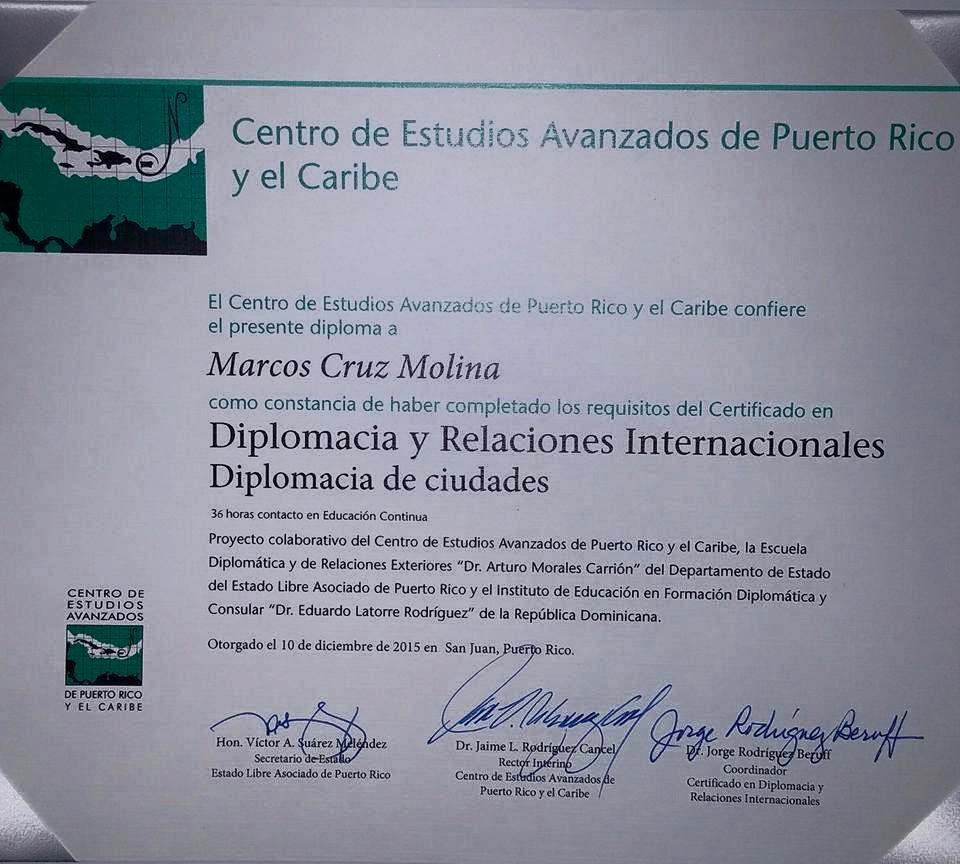 Centro de Estudios Avanzados de Puerto Rico
y el Caribe
El Centro de Estudios Avanzados de Puerto Rico y el Caribe confiere
el presente diploma a
Marcos Cruz Molina
como constancia de haber completado los requisitos del Certificado en
Diplomacia y Relaciones Internacionales
Diplomacia de ciudades
36 horas contacto en Educación Continua
Proyecto colaborativo del Centro de Estudios Avanzados de Puerto Rico y el Caribe, la Escuela
Diplomática y de Relaciones Exteriores "Dr. Arturo Morales Carrión" del Departamento de Estado
del Estado Libre Asociado de Puerto Rico y el Instituto de Educación en Formación Diplomática y
Consular "Dr. Eduardo Latorre Rodríguez" de la República Dominicana.
Otorgado el 10 de diciembre de 2015 en San Juan, Puerto Rico.
CENTRO DE
ESTUDIOS
AVANZADOS
DE PUERTO RICO
Y EL CARIBE
Hon. Víctor A. Suárez Meléndez
Secretario de Estado
Estado Libre Asociado de Puerto Rico
Dr. Jaime L. Rodríguez Cancel
Rector Interino
Centro de Estudios Avanzados de
Puerto Rico y el Caribe
Jorge Rodríguez Beruff
Dr. Jorge Rodríguez Beruff
Coordinador
Certificado en Diplomacia y
Relaciones Internacionales